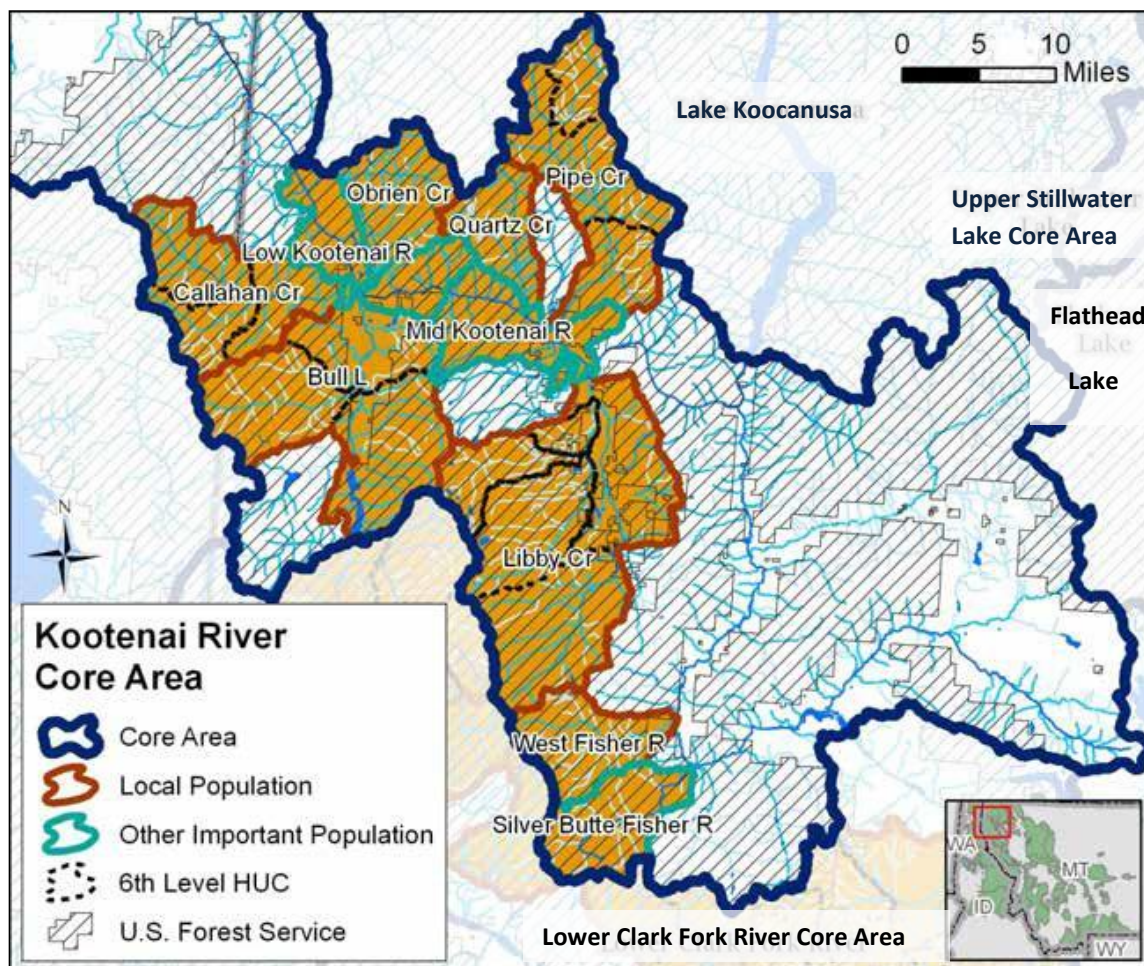 0 5 10
Miles
Lake Koocanusa
Pipe Cr
Obrien Cr
Upper Stillwater
Lake Core Area
Quartz Cr
Low Kootenai R
Callahan Cr
Flathead
Lake
Mid Kootenai R
Lake
Bull L
N
Libby Cr
Kootenai River
Core Area
Core Area
Local Population
Other Important Population
6th Level HUC
U.S. Forest Service
West Fisher R
Silver Butte Fisher R
WA
MT
ID
WY
Lower Clark Fork River Core Area